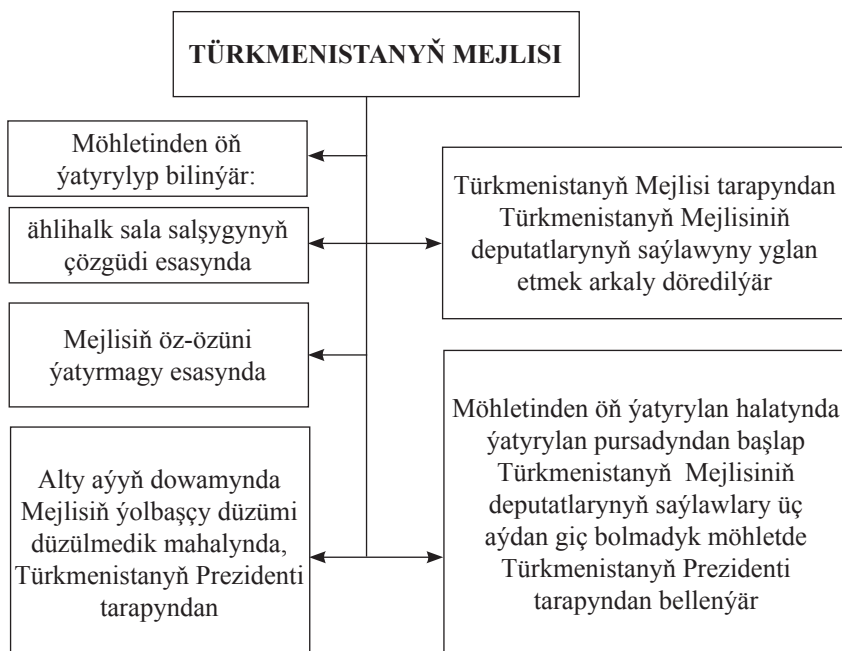 TÜRKMENISTANYŇ MEJLISI
Möhletinden öň
ýatyrylyp bilinýär:
ählihalk sala salşygynyň
çözgüdi esasynda
Mejlisiň öz-özüni
ýatyrmagy esasynda
Alty aýyň dowamynda
Mejlisiň ýolbaşçy düzümi
düzülmedik mahalynda,
Türkmenistanyň Prezidenti
tarapyndan
Türkmenistanyň Mejlisi tarapyndan
Türkmenistanyň Mejlisiniň
deputatlarynyň saýlawyny yglan
etmek arkaly döredilýär
Möhletinden öň ýatyrylan halatynda
ýatyrylan pursadyndan başlap
Türkmenistanyň Mejlisiniň
deputatlarynyň saýlawlary üç
aýdan giç bolmadyk möhletde
Türkmenistanyň Prezidenti
tarapyndan bellenýär